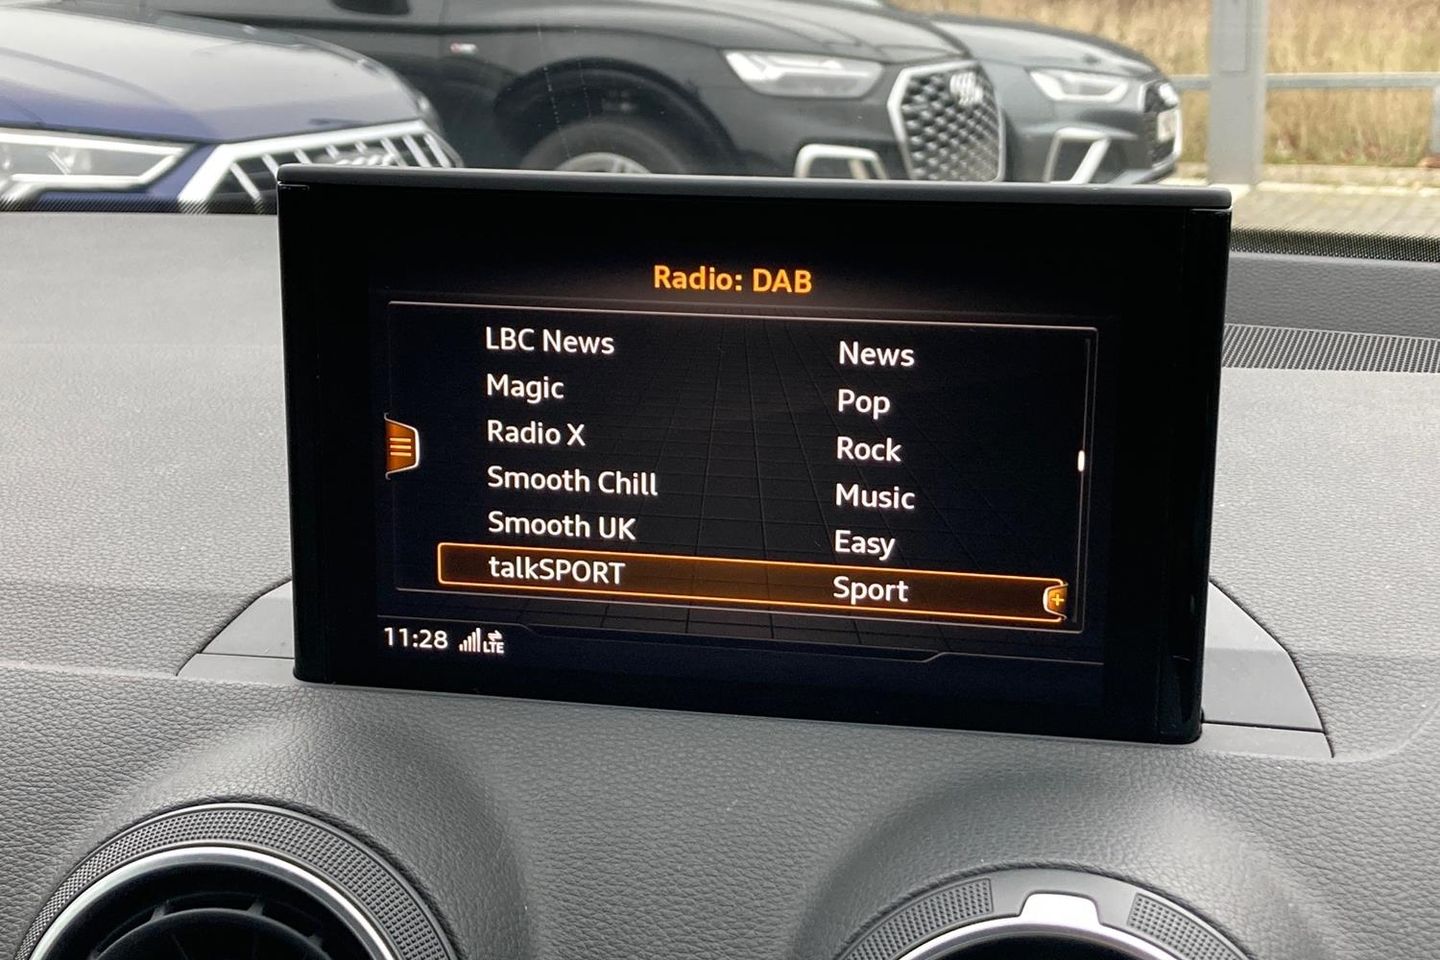 Radio: DAB
LBC News News
Magic Pop
Radio X Rock
Smooth Chill Music
Smooth UK Easy
talkSPORT Sport
11:28 LTE